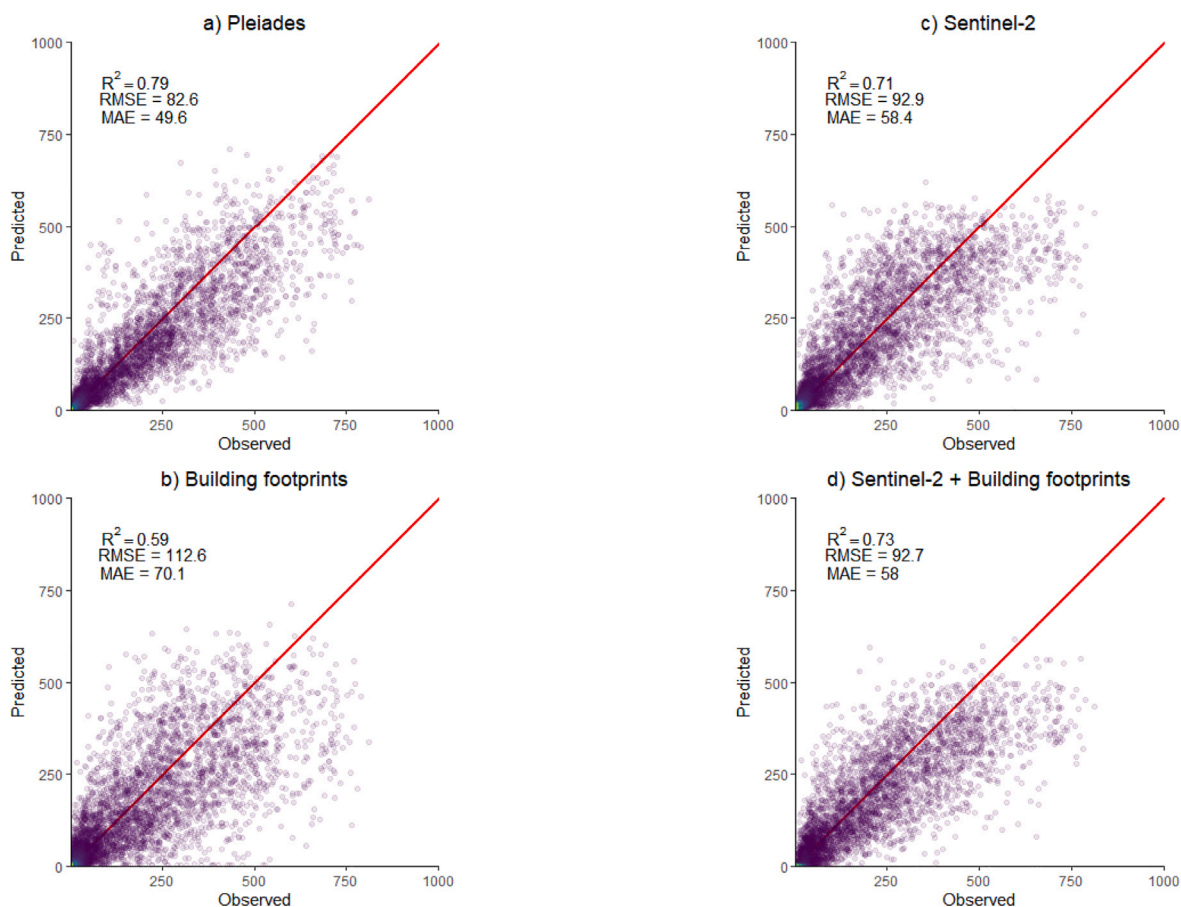 a) Pleiades
R² = 0.79
RMSE = 82.6
MAE = 49.6
1000
750
500
250
0
Predicted
250 500 750 1000
Observed
c) Sentinel-2
R² = 0.71
RMSE = 92.9
MAE = 58.4
1000
750
500
250
0
Predicted
250 500 750 1000
Observed
b) Building footprints
R² = 0.59
RMSE = 112.6
MAE = 70.1
1000
750
500
250
0
Predicted
250 500 750 1000
Observed
d) Sentinel-2 + Building footprints
R² = 0.73
RMSE = 92.7
MAE = 58
1000
750
500
250
0
Predicted
250 500 750 1000
Observed